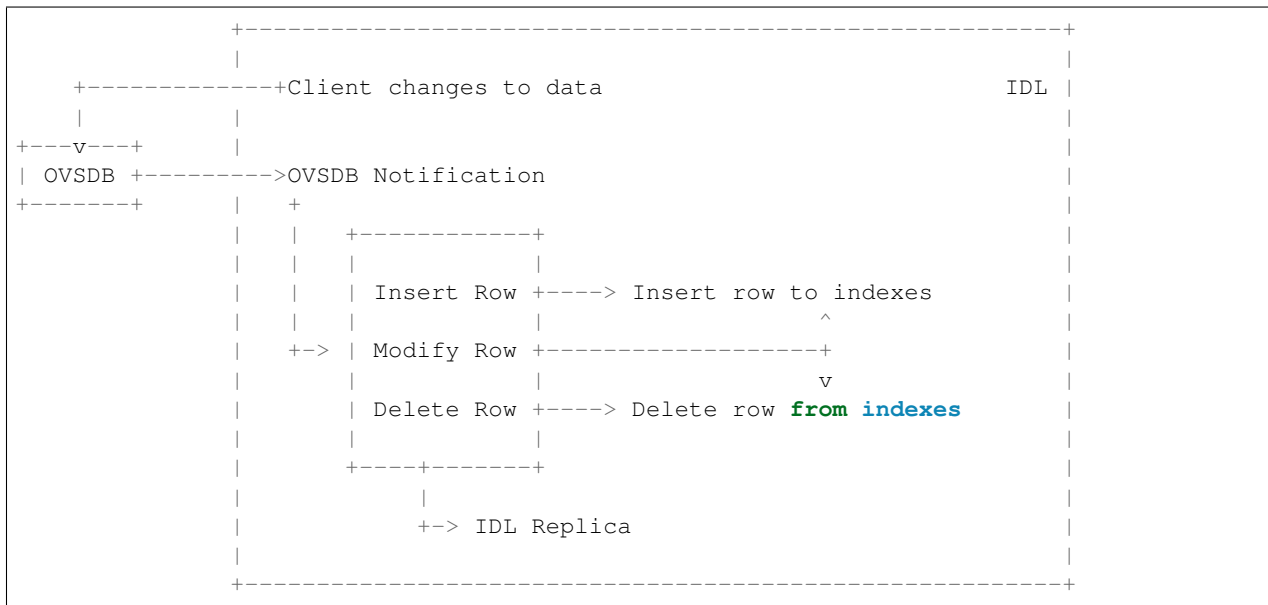 Client changes to data IDL
v
OVSDB
OVSDB Notification
Insert Row Insert row to indexes
Modify Row
v
Delete Row Delete row from indexes
IDL Replica